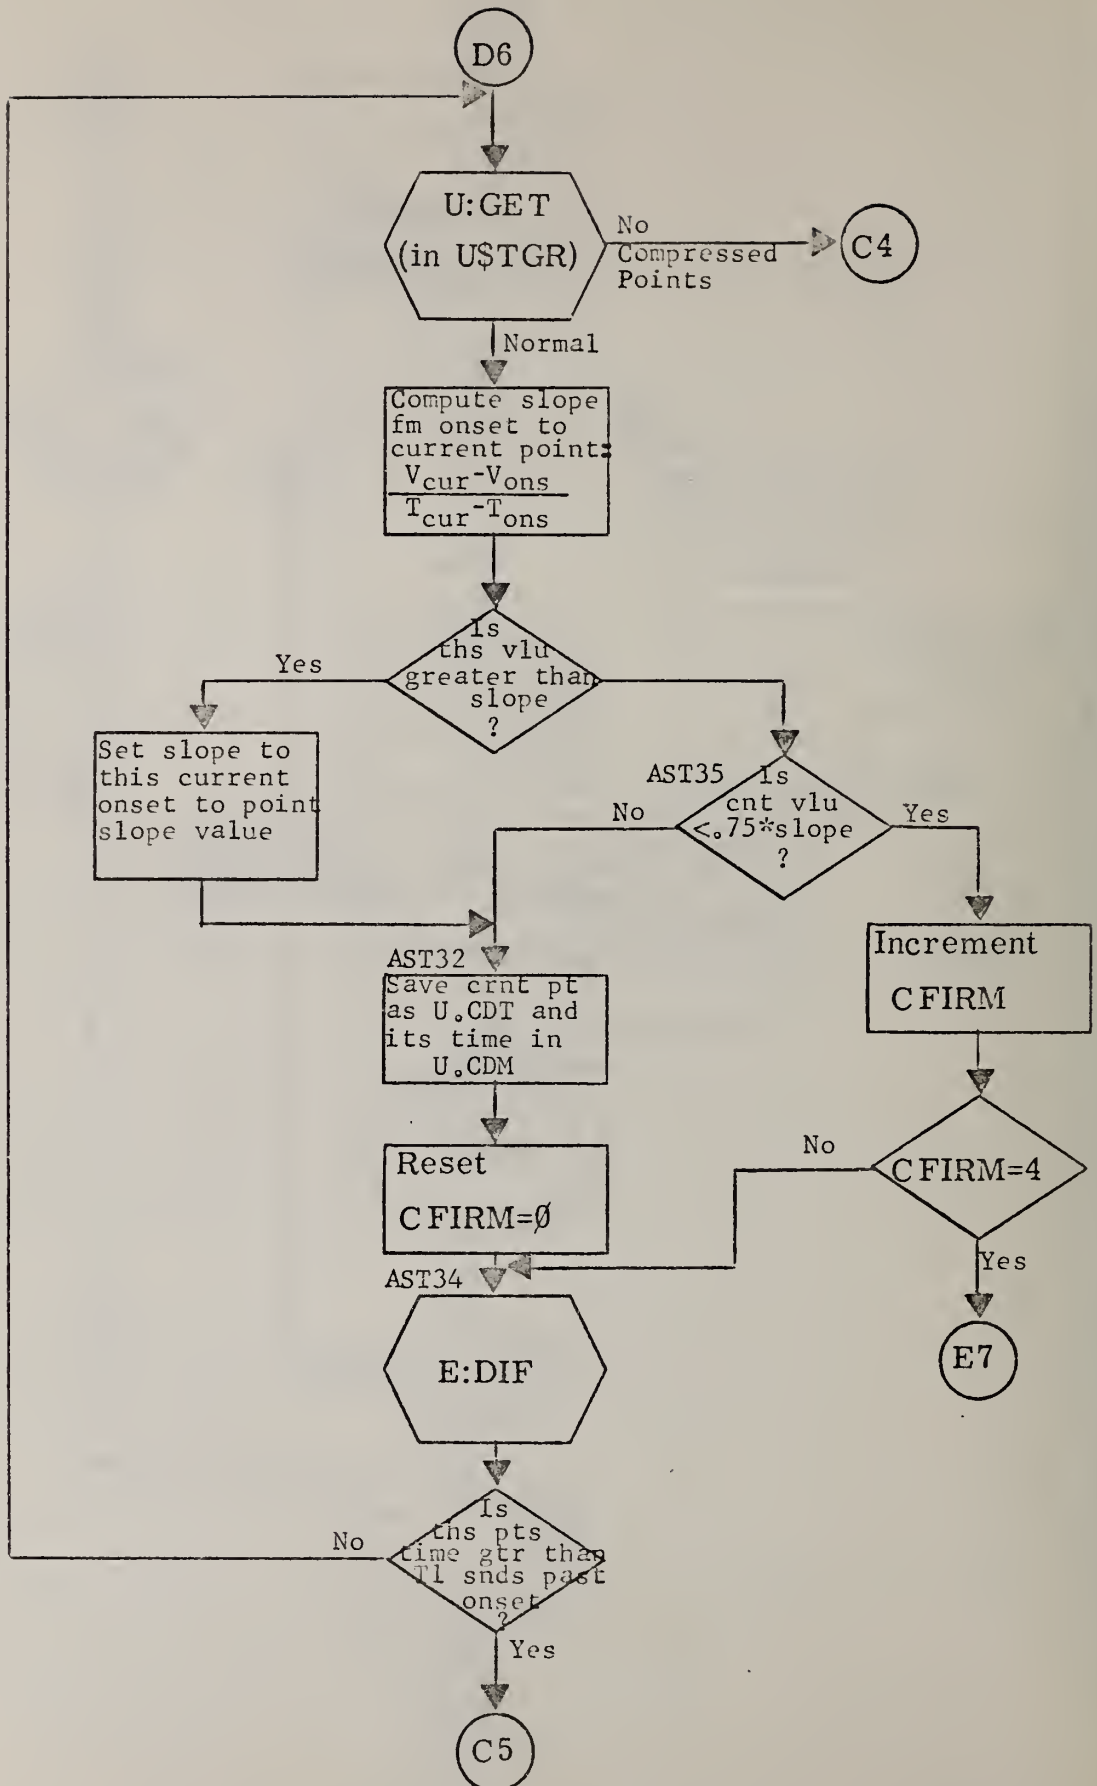 D6
U:GET
(in U$TGR)
No
Compressed
Points
C4
Normal
Compute slope
fm onset to
current point:
Vcur-Vons
Tcur-Tons
Is
ths vlu
greater than
slope
?
Yes
Set slope to
this current
onset to point
slope value
AST35
Is
cnt vlu
<.75*slope
?
No
Yes
Increment
CFIRM
AST32
Save crnt pt
as U.CDT and
its time in
U.CDM
Reset
CFIRM=Ø
No
CFIRM=4
Yes
E7
AST34
E:DIF
Is
ths pts
time gtr than
T1 snds past
onset
?
No
Yes
C5